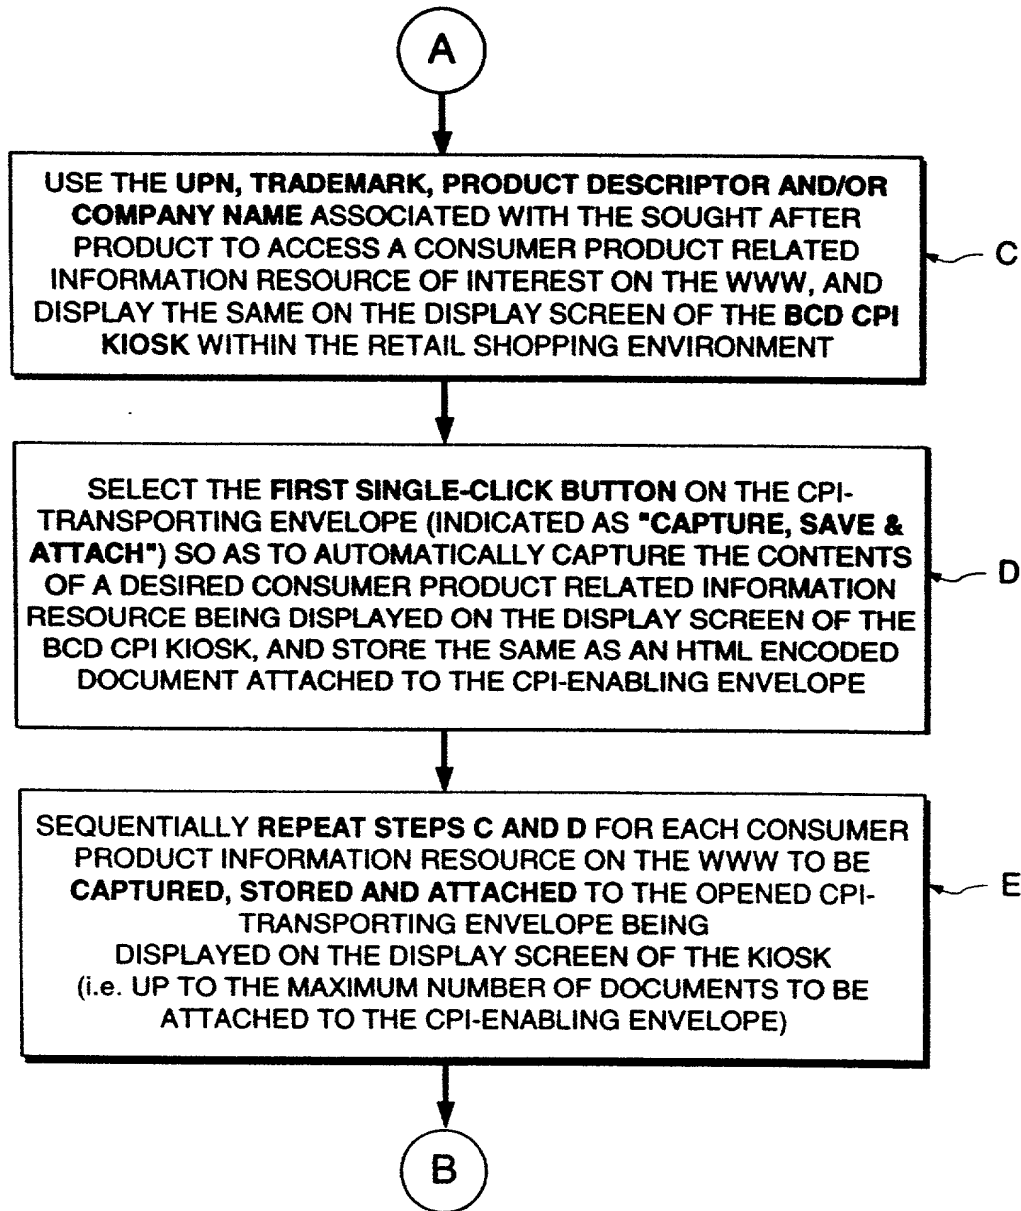 A
USE THE UPN, TRADEMARK, PRODUCT DESCRIPTOR AND/OR
COMPANY NAME ASSOCIATED WITH THE SOUGHT AFTER
PRODUCT TO ACCESS A CONSUMER PRODUCT RELATED
INFORMATION RESOURCE OF INTEREST ON THE WWW, AND
DISPLAY THE SAME ON THE DISPLAY SCREEN OF THE BCD CPI
KIOSK WITHIN THE RETAIL SHOPPING ENVIRONMENT
C
SELECT THE FIRST SINGLE-CLICK BUTTON ON THE CPI-
TRANSPORTING ENVELOPE (INDICATED AS "CAPTURE, SAVE &
ATTACH") SO AS TO AUTOMATICALLY CAPTURE THE CONTENTS
OF A DESIRED CONSUMER PRODUCT RELATED INFORMATION
RESOURCE BEING DISPLAYED ON THE DISPLAY SCREEN OF THE
BCD CPI KIOSK, AND STORE THE SAME AS AN HTML ENCODED
DOCUMENT ATTACHED TO THE CPI-ENABLING ENVELOPE
D
SEQUENTIALLY REPEAT STEPS C AND D FOR EACH CONSUMER
PRODUCT INFORMATION RESOURCE ON THE WWW TO BE
CAPTURED, STORED AND ATTACHED TO THE OPENED CPI-
TRANSPORTING ENVELOPE BEING
DISPLAYED ON THE DISPLAY SCREEN OF THE KIOSK
(i.e. UP TO THE MAXIMUM NUMBER OF DOCUMENTS TO BE
ATTACHED TO THE CPI-ENABLING ENVELOPE)
E
B